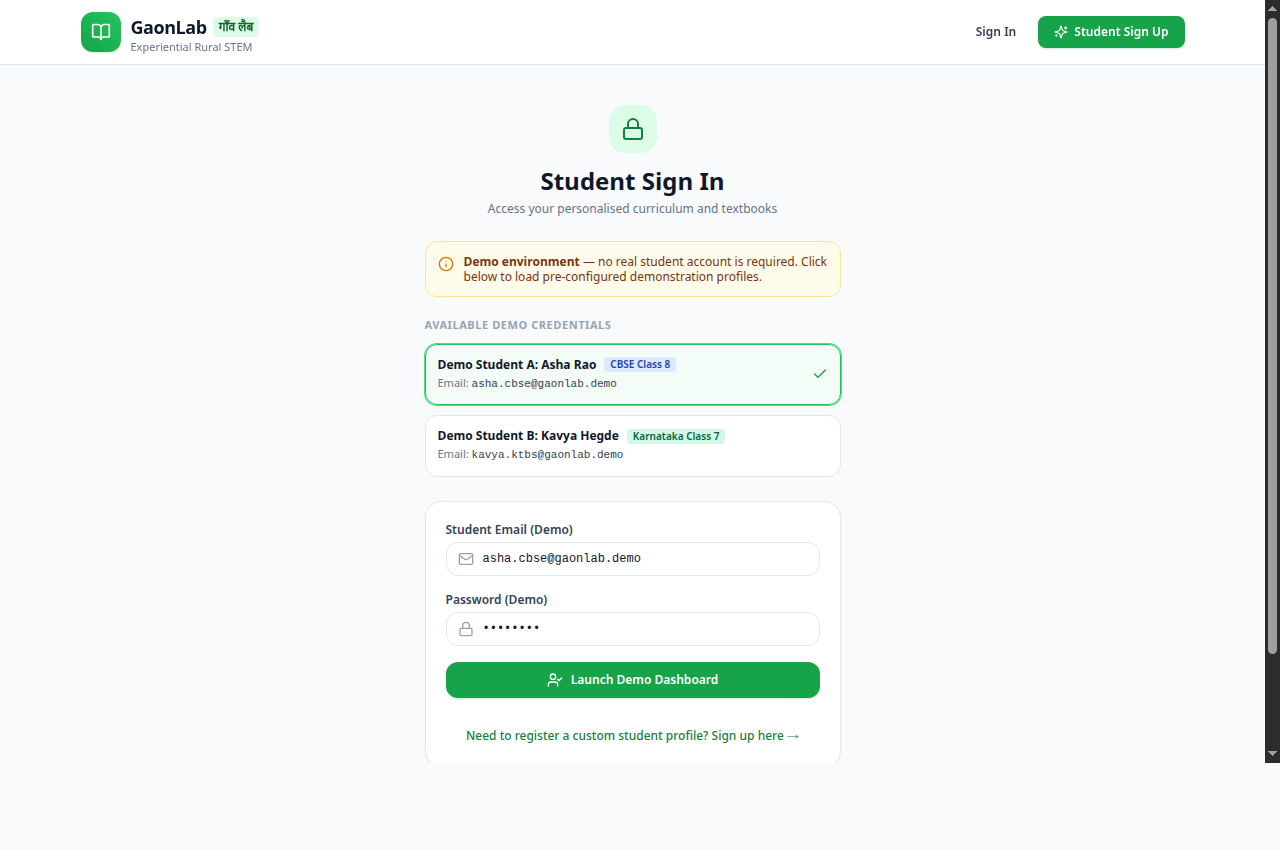 GaonLab गाँव लैब
Experiential Rural STEM
Sign In
Student Sign Up
Student Sign In
Access your personalised curriculum and textbooks
Demo environment — no real student account is required. Click
below to load pre-configured demonstration profiles.
AVAILABLE DEMO CREDENTIALS
Demo Student A: Asha Rao CBSE Class 8
Email: asha.cbse@gaonlab.demo
Demo Student B: Kavya Hegde Karnataka Class 7
Email: kavya.ktbs@gaonlab.demo
Student Email (Demo)
asha.cbse@gaonlab.demo
Password (Demo)
••••••••
Launch Demo Dashboard
Need to register a custom student profile? Sign up here →